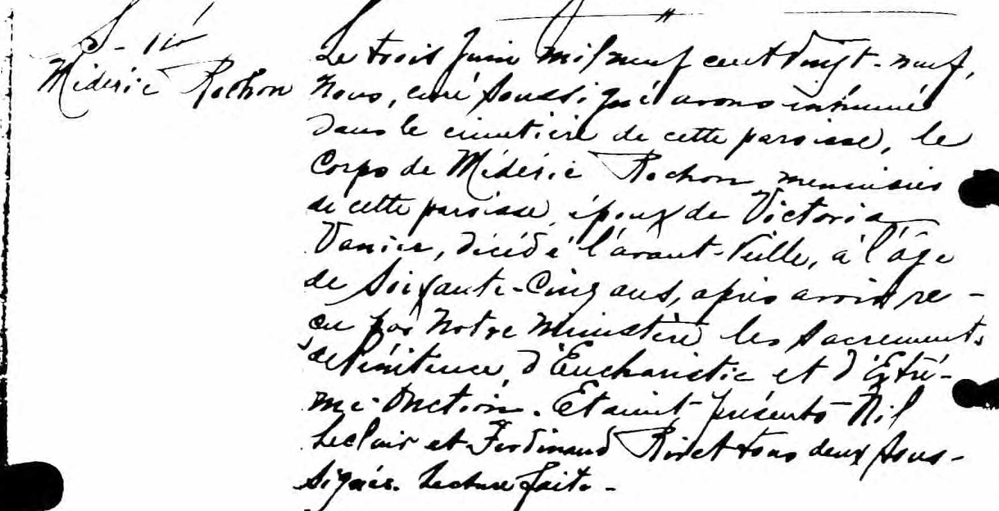 S-10
Médéric Rochon
Le trois Juin mil neuf cent vingt-neuf,
Nous, curé soussigné avons inhumé
dans le cimetière de cette paroisse, le
Corps de Médéric Rochon menuisier
de cette paroisse, époux de Victoria
Vanier, décédé l'avant-veille, à l'âge
de Soixante-Cinq ans, après avoir re-
çu par Notre Ministère les sacrements
de Pénitence, d'Eucharistie et d'Extrê-
me-Onction. Etaient présents Nil
Leclair et Ferdinand Rivet tous deux sous-
signés. Lecture faite-